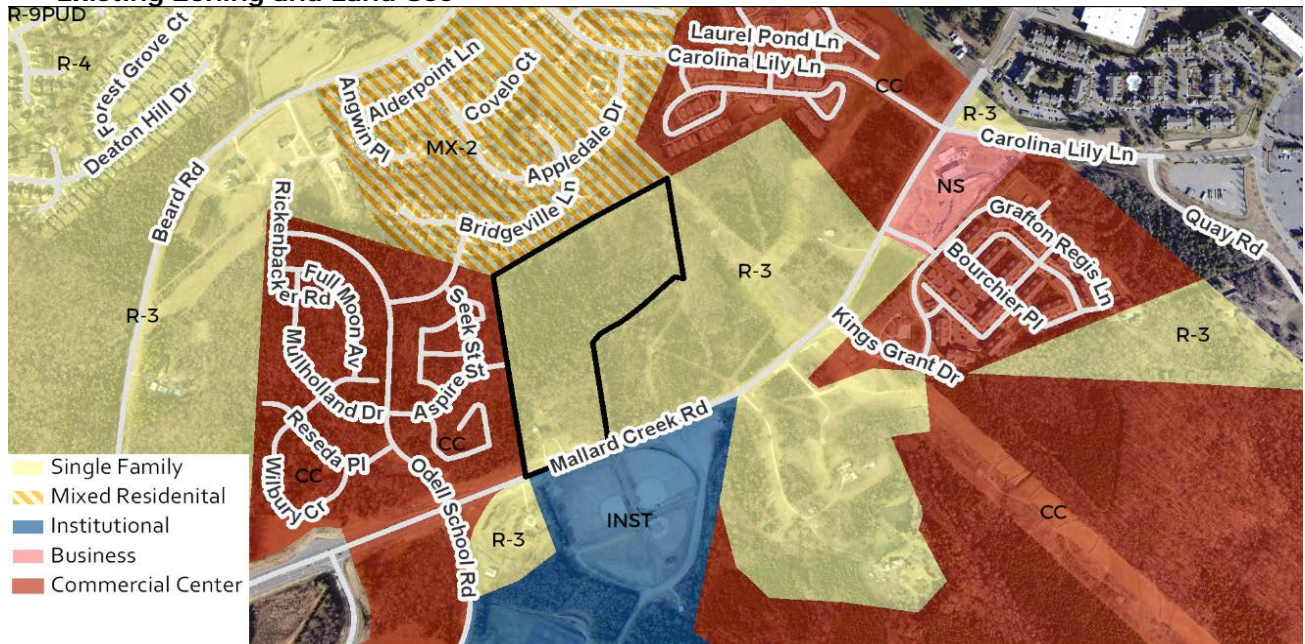 Existing Zoning and Land Use
R-9PUD
R-4
Forest Grove Ct
Deaton Hill Dr
Beard Rd
R-3
Angwin Pl
Alderpoint Ln
Covelo Ct
MX-2
Appledale Dr
Bridgeville Ln
Laurel Pond Ln
Carolina Lily Ln
CC
R-3
Carolina Lily Ln
NS
Quay Rd
Grafton Regis Ln
Bourchier Pl
R-3
Kings Grant Dr
R-3
Rickenbacker Rd
Full Moon Av
Mullholland Dr
Seek St
Aspire St
CC
Reseda Pl
CC
Wilbury Cr
Odell School Rd
Mallard Creek Rd
R-3
INST
CC
Single Family
Mixed Residenital
Institutional
Business
Commercial Center